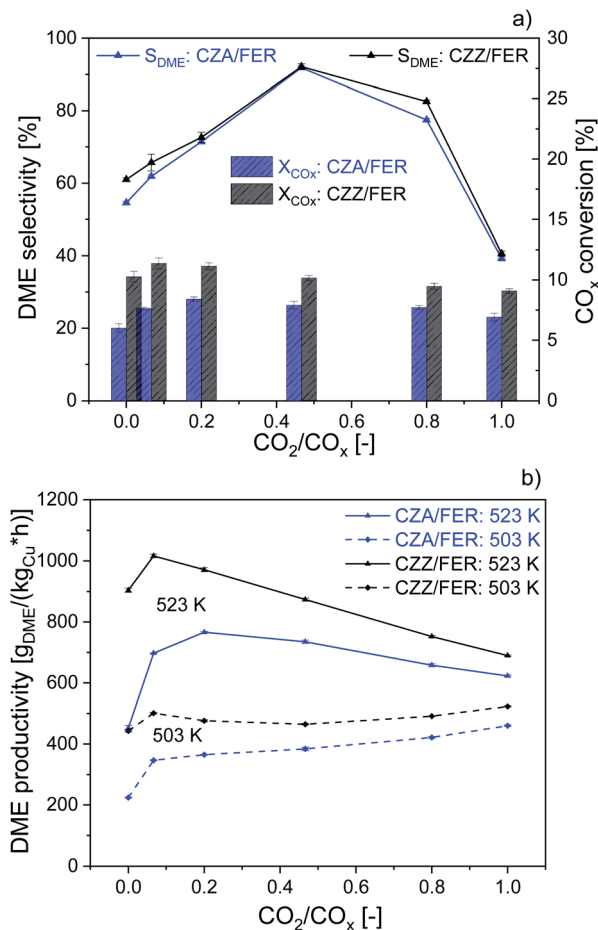 a)
100
80
60
40
20
0
DME selectivity [%]
S_DME: CZA/FER
S_DME: CZZ/FER
X_COx: CZA/FER
X_COx: CZZ/FER
30
25
20
15
10
5
0
COₓ conversion [%]
0.0 0.2 0.4 0.6 0.8 1.0
CO₂/COₓ [-]
b)
1200
1000
800
600
400
200
0
DME productivity [g_DME/(kg_Cu*h)]
CZA/FER: 523 K
CZA/FER: 503 K
CZZ/FER: 523 K
CZZ/FER: 503 K
523 K
503 K
0.0 0.2 0.4 0.6 0.8 1.0
CO₂/COₓ [-]